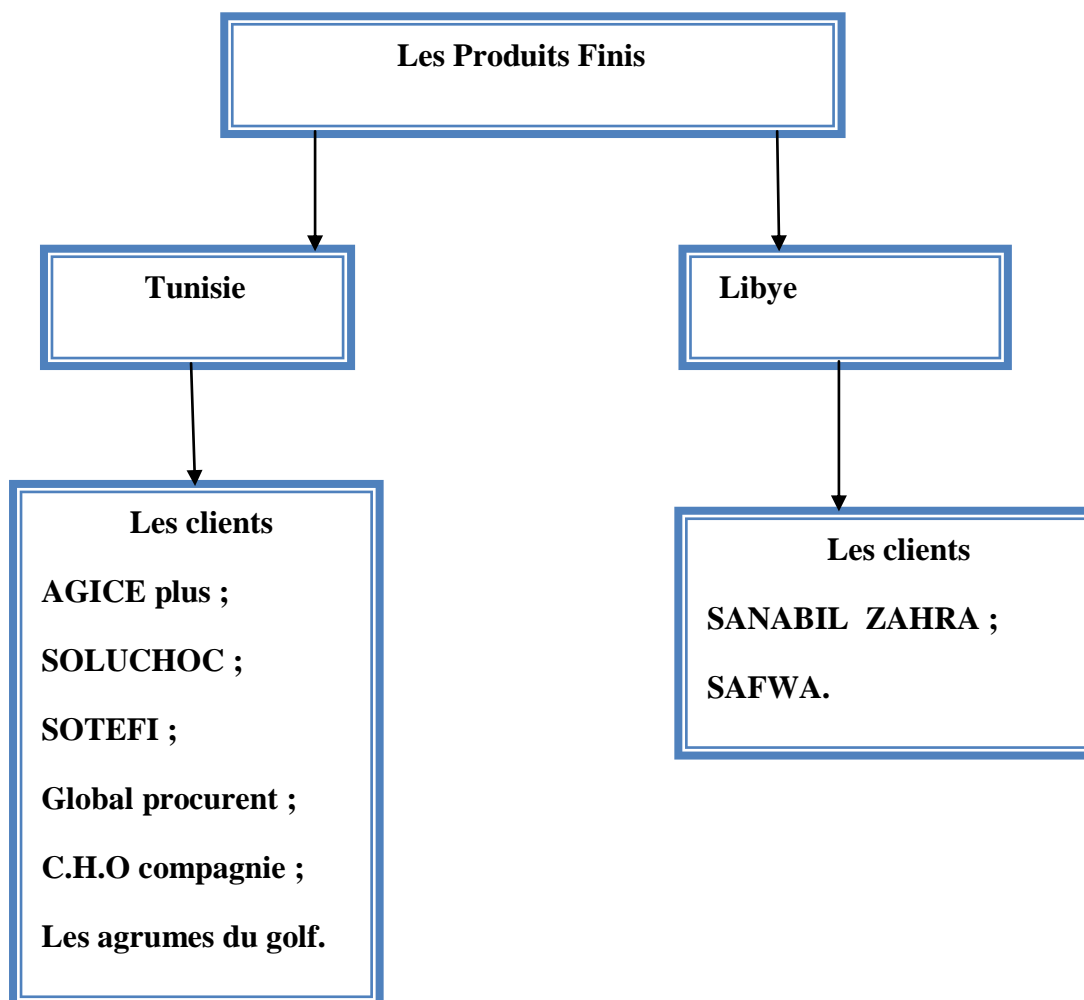 Les Produits Finis
Tunisie
Libye
Les clients
AGICE plus ;
SOLUCHOC ;
SOTEFI ;
Global procurent ;
C.H.O compagnie ;
Les agrumes du golf.
Les clients
SANABIL  ZAHRA ;
SAFWA.